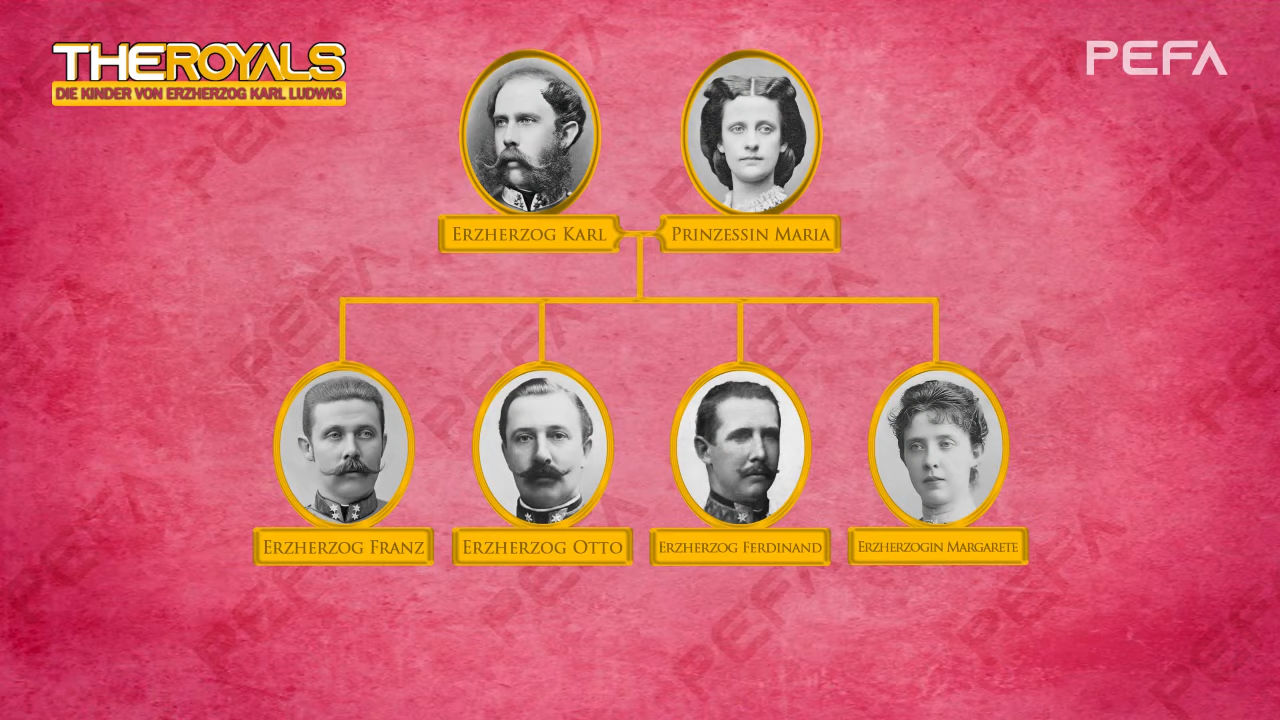 THEROYALS
DIE KINDER VON ERZHERZOG KARL LUDWIG
PEFA
ERZHERZOG KARL
PRINZESSIN MARIA
ERZHERZOG FRANZ
ERZHERZOG OTTO
ERZHERZOG FERDINAND
ERZHERZOGIN MARGARETE